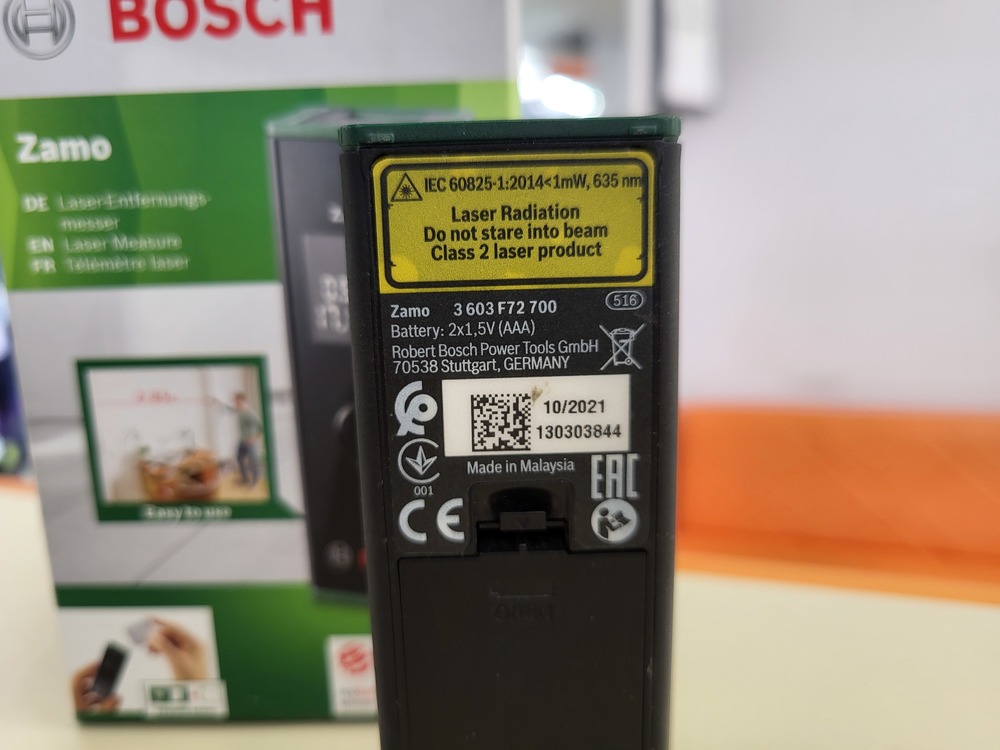 BOSCH
Zamo
DE Laser-Entfernungs-
messer
EN Laser Measure
FR Télémètre laser
Easy to use
IEC 60825-1:2014<1mW, 635 nm
Laser Radiation
Do not stare into beam
Class 2 laser product
Zamo 3 603 F72 700
516
Battery: 2x1,5V (AAA)
Robert Bosch Power Tools GmbH
70538 Stuttgart, GERMANY
10/2021
130303844
Made in Malaysia
001
EAC
CE